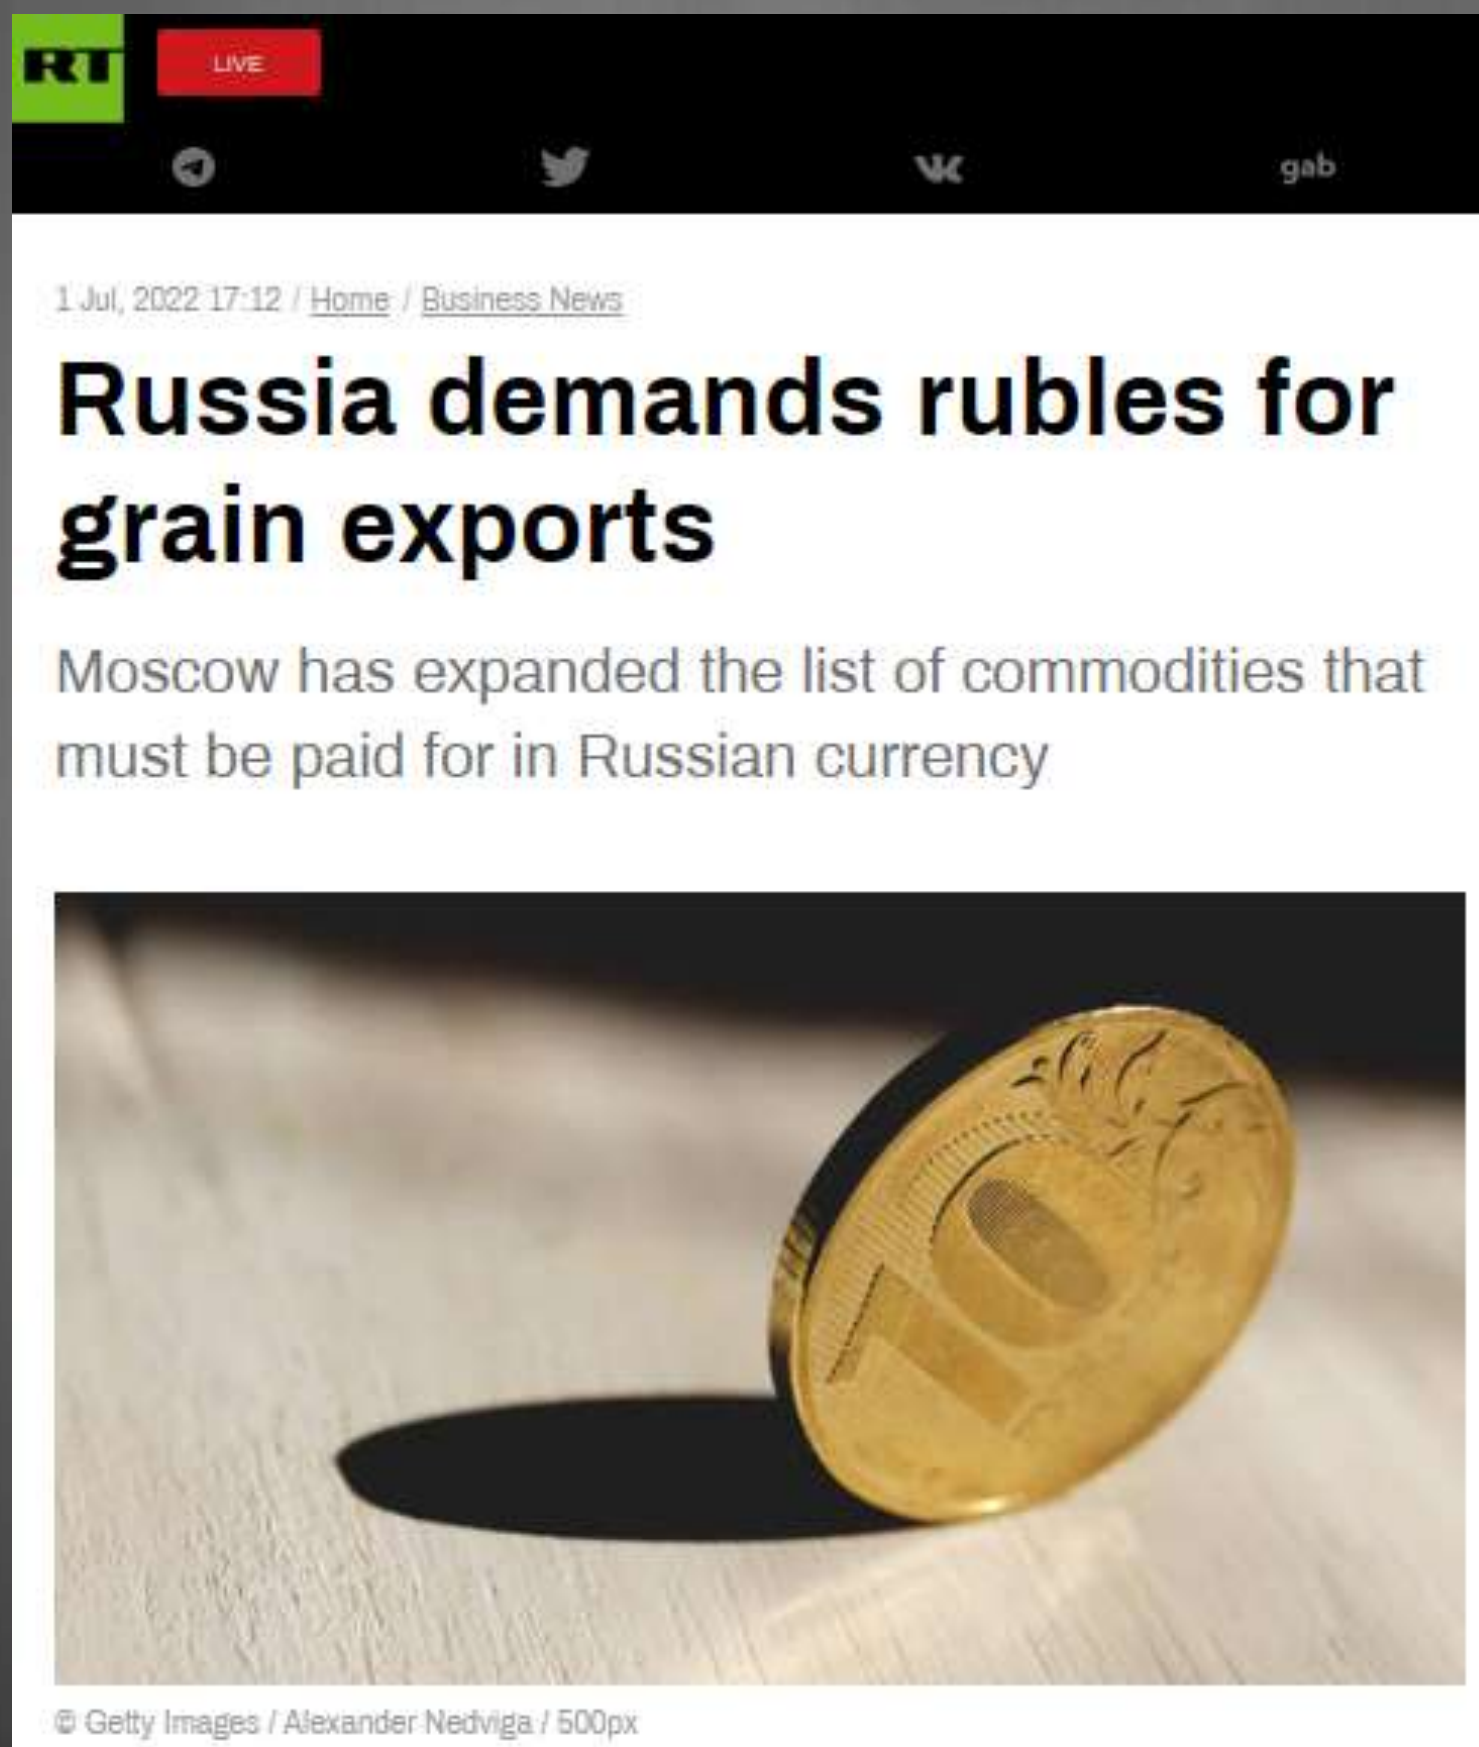 RT
LIVE
gab
1 Jul, 2022 17:12 / Home / Business News
Russia demands rubles for
grain exports
Moscow has expanded the list of commodities that
must be paid for in Russian currency
10
© Getty Images / Alexander Nedviga / 500px